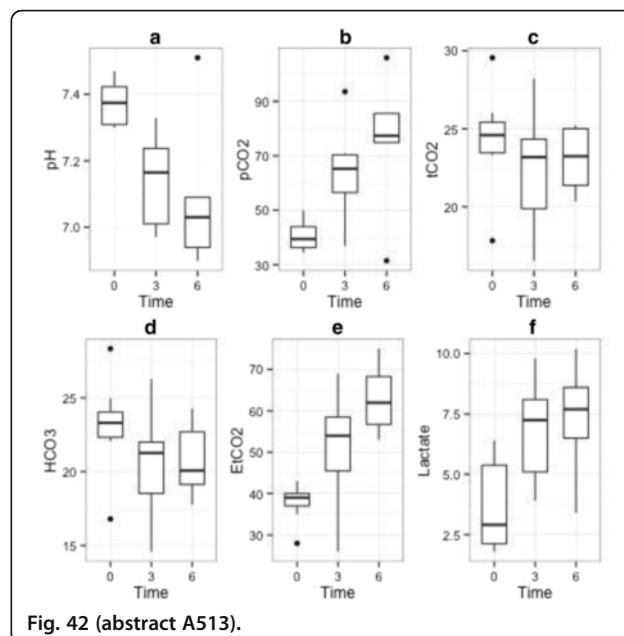 a
pH
7.4
7.2
7.0
0 3 6
Time
b
pCO2
90
70
50
30
0 3 6
Time
c
tCO2
30
25
20
0 3 6
Time
d
HCO3
25
20
15
0 3 6
Time
e
EtCO2
70
60
50
40
30
0 3 6
Time
f
Lactate
10.0
7.5
5.0
2.5
0 3 6
Time
Fig. 42 (abstract A513).